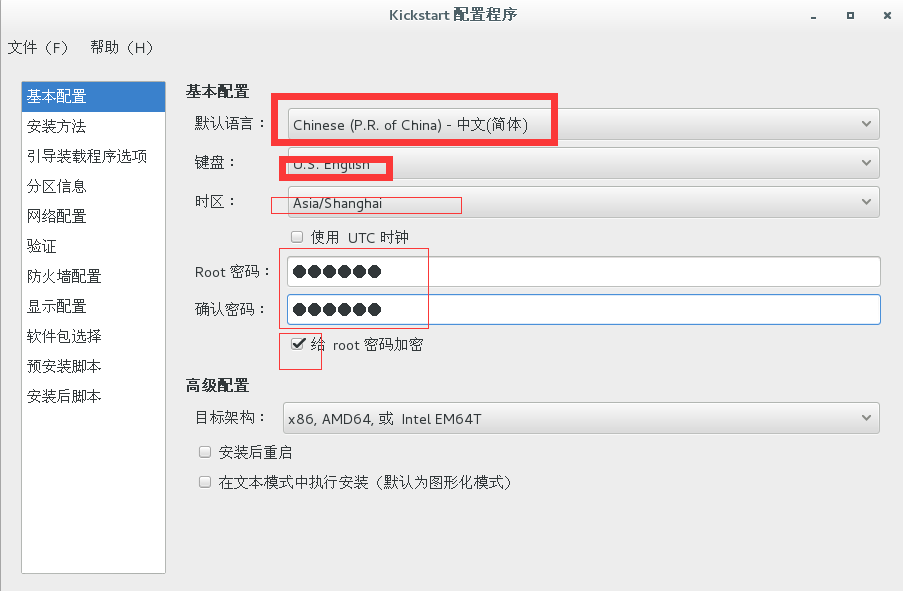 Kickstart 配置程序
文件（F） 帮助（H）
基本配置
安装方法
引导装载程序选项
分区信息
网络配置
验证
防火墙配置
显示配置
软件包选择
预安装脚本
安装后脚本
基本配置
默认语言： Chinese (P.R. of China) - 中文(简体)
键盘： U.S. English
时区： Asia/Shanghai
使用 UTC 时钟
Root 密码： ●●●●●●
确认密码： ●●●●●●
给 root 密码加密
高级配置
目标架构： x86, AMD64, 或 Intel EM64T
安装后重启
在文本模式中执行安装（默认为图形化模式）